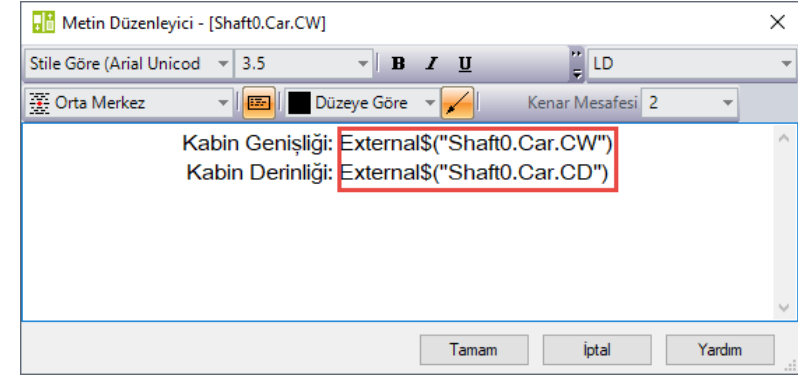 Metin Düzenleyici - [Shaft0.Car.CW]
Stile Göre (Arial Unicod 3.5 B I U LD
Orta Merkez Düzeye Göre Kenar Mesafesi 2
Kabin Genişliği: External$("Shaft0.Car.CW")
Kabin Derinliği: External$("Shaft0.Car.CD")
Tamam İptal Yardım